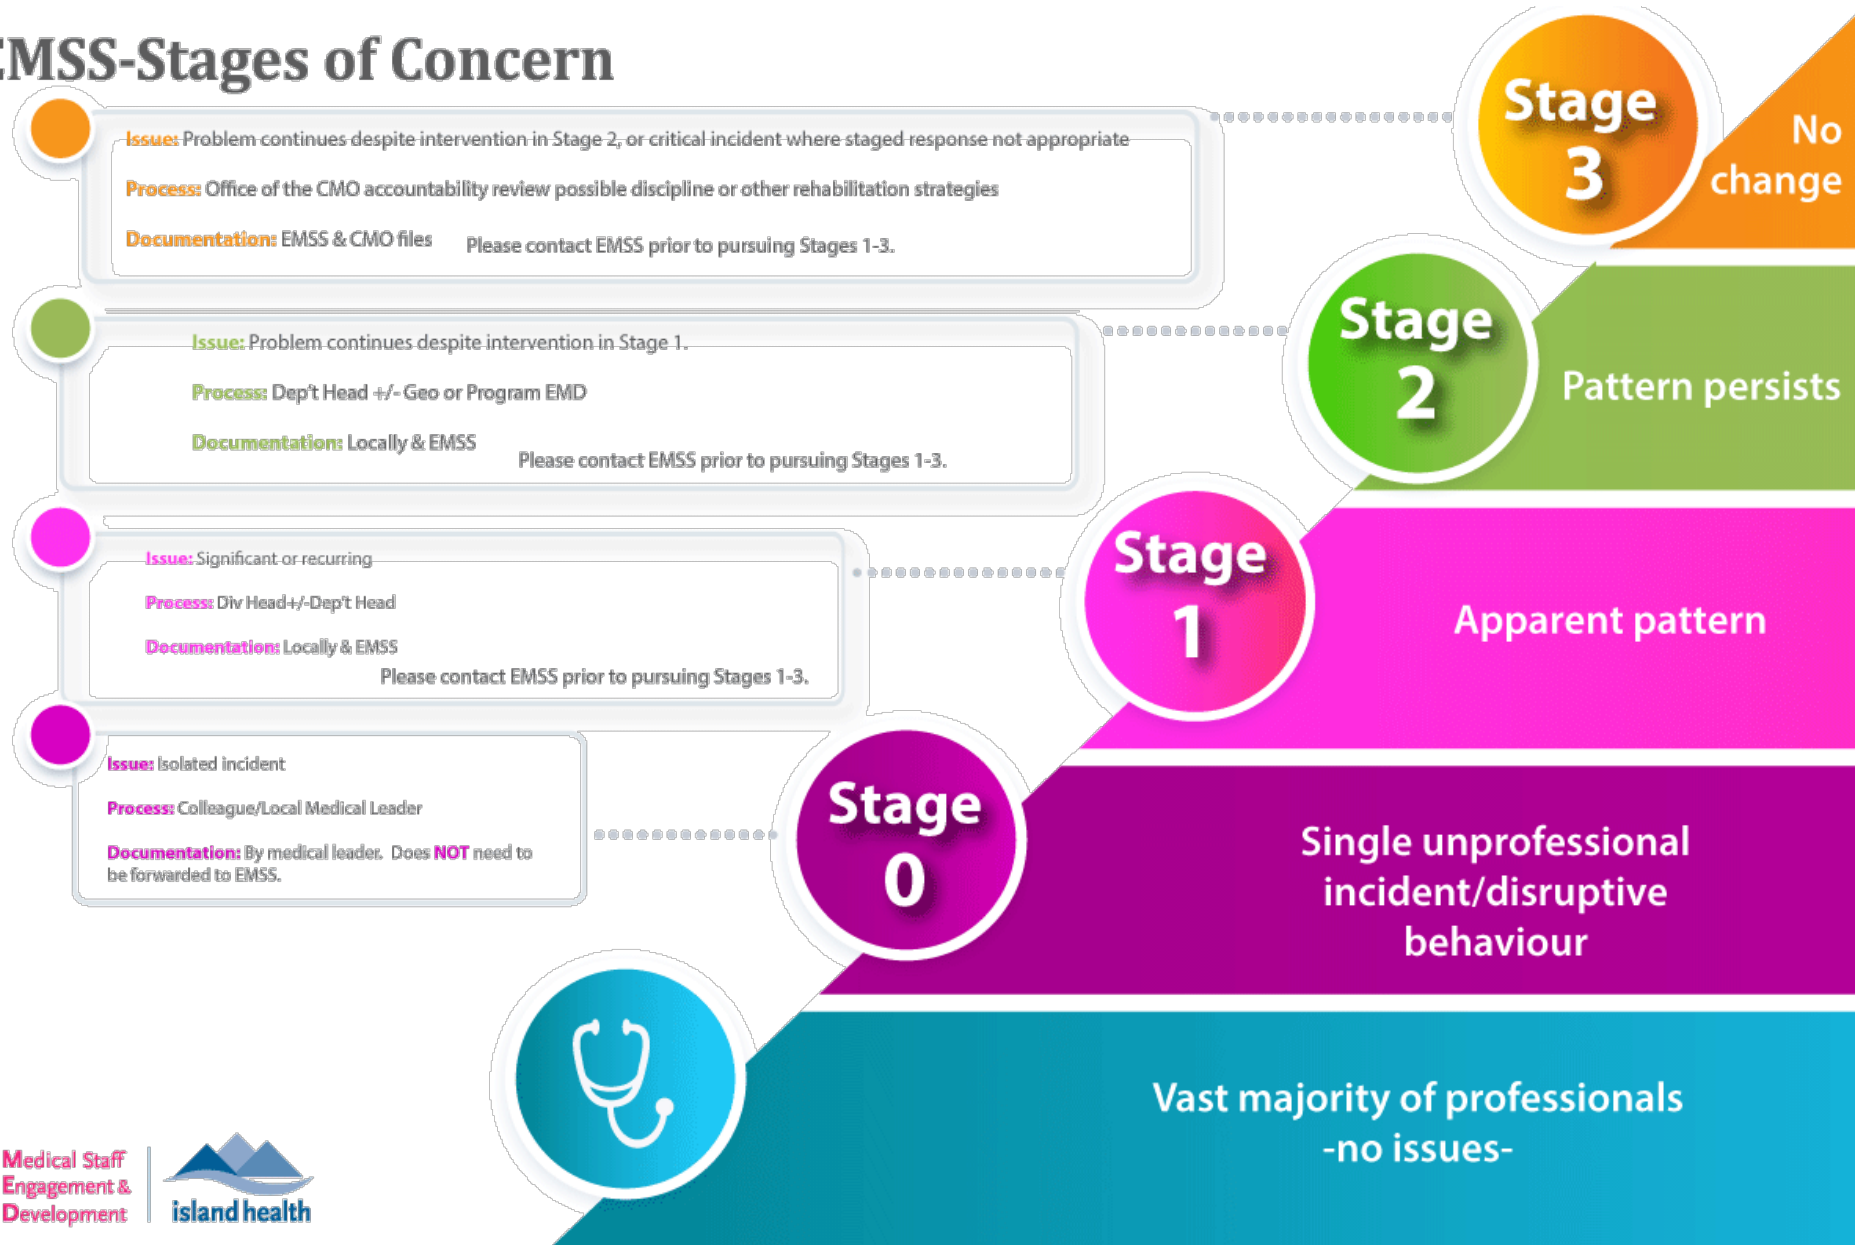 EMSS-Stages of Concern
Issue: Problem continues despite intervention in Stage 2, or critical incident where staged response not appropriate
Process: Office of the CMO accountability review possible discipline or other rehabilitation strategies
Documentation: EMSS & CMO files
Please contact EMSS prior to pursuing Stages 1-3.
Stage
3
No
change
Issue: Problem continues despite intervention in Stage 1.
Process: Dep't Head +/- Geo or Program EMD
Documentation: Locally & EMSS
Please contact EMSS prior to pursuing Stages 1-3.
Stage
2
Pattern persists
Issue: Significant or recurring
Process: Div Head+/-Dep't Head
Documentation: Locally & EMSS
Please contact EMSS prior to pursuing Stages 1-3.
Stage
1
Apparent pattern
Issue: Isolated incident
Process: Colleague/Local Medical Leader
Documentation: By medical leader. Does NOT need to
be forwarded to EMSS.
Stage
0
Single unprofessional
incident/disruptive
behaviour
Vast majority of professionals
-no issues-
Medical Staff
Engagement &
Development
island health